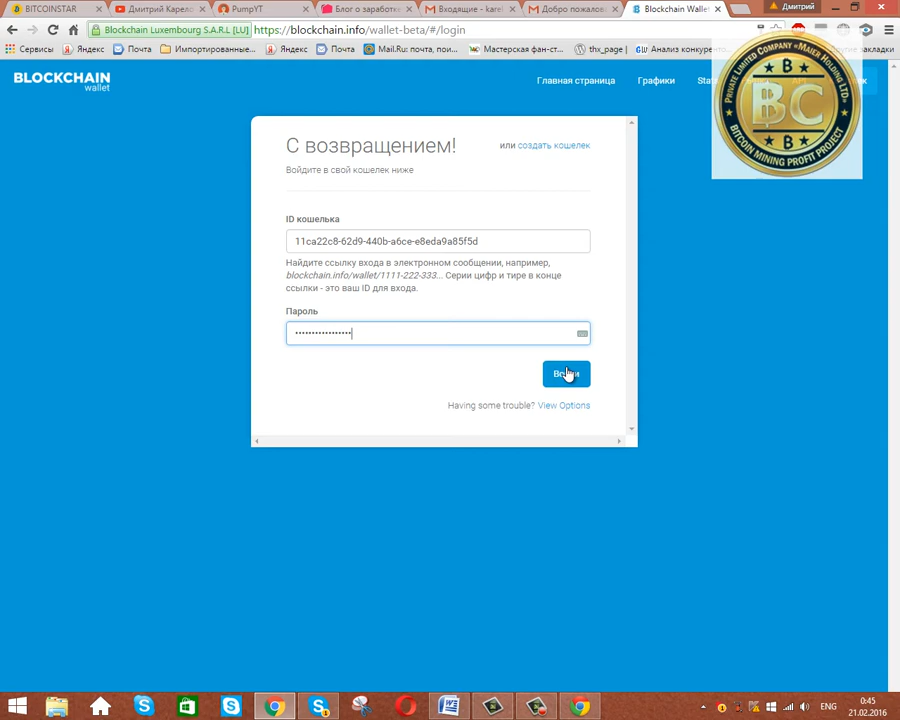 BITCOINSTAR
Дмитрий Карело
PumpYT
Блог о заработке
Входящие - karel
Добро пожалов
Blockchain Walle
Дмитрий
Blockchain Luxembourg S.A.R.L [LU]
https://blockchain.info/wallet-beta/#/login
Сервисы
Яндекс
Почта
Импортированные...
Яндекс
Почта
Mail.Ru: почта, пои...
Мастерская фан-ст...
thx_page |
Анализ конкуренто...
Другие закладки
BLOCKCHAIN
wallet
Главная страница
Графики
PRIVATE LIMITED COMPANY «MAIER HOLDING LTD»
B
BC
B
BITCOIN MINING PROFIT PROJECT
С возвращением!
или создать кошелек
Войдите в свой кошелек ниже
ID кошелька
11ca22c8-62d9-440b-a6ce-e8eda9a85f5d
Найдите ссылку входа в электронном сообщении, например,
blockchain.info/wallet/1111-222-333... Серии цифр и тире в конце
ссылки - это ваш ID для входа.
Пароль
Войти
Having some trouble? View Options
ENG
0:45
21.02.2016